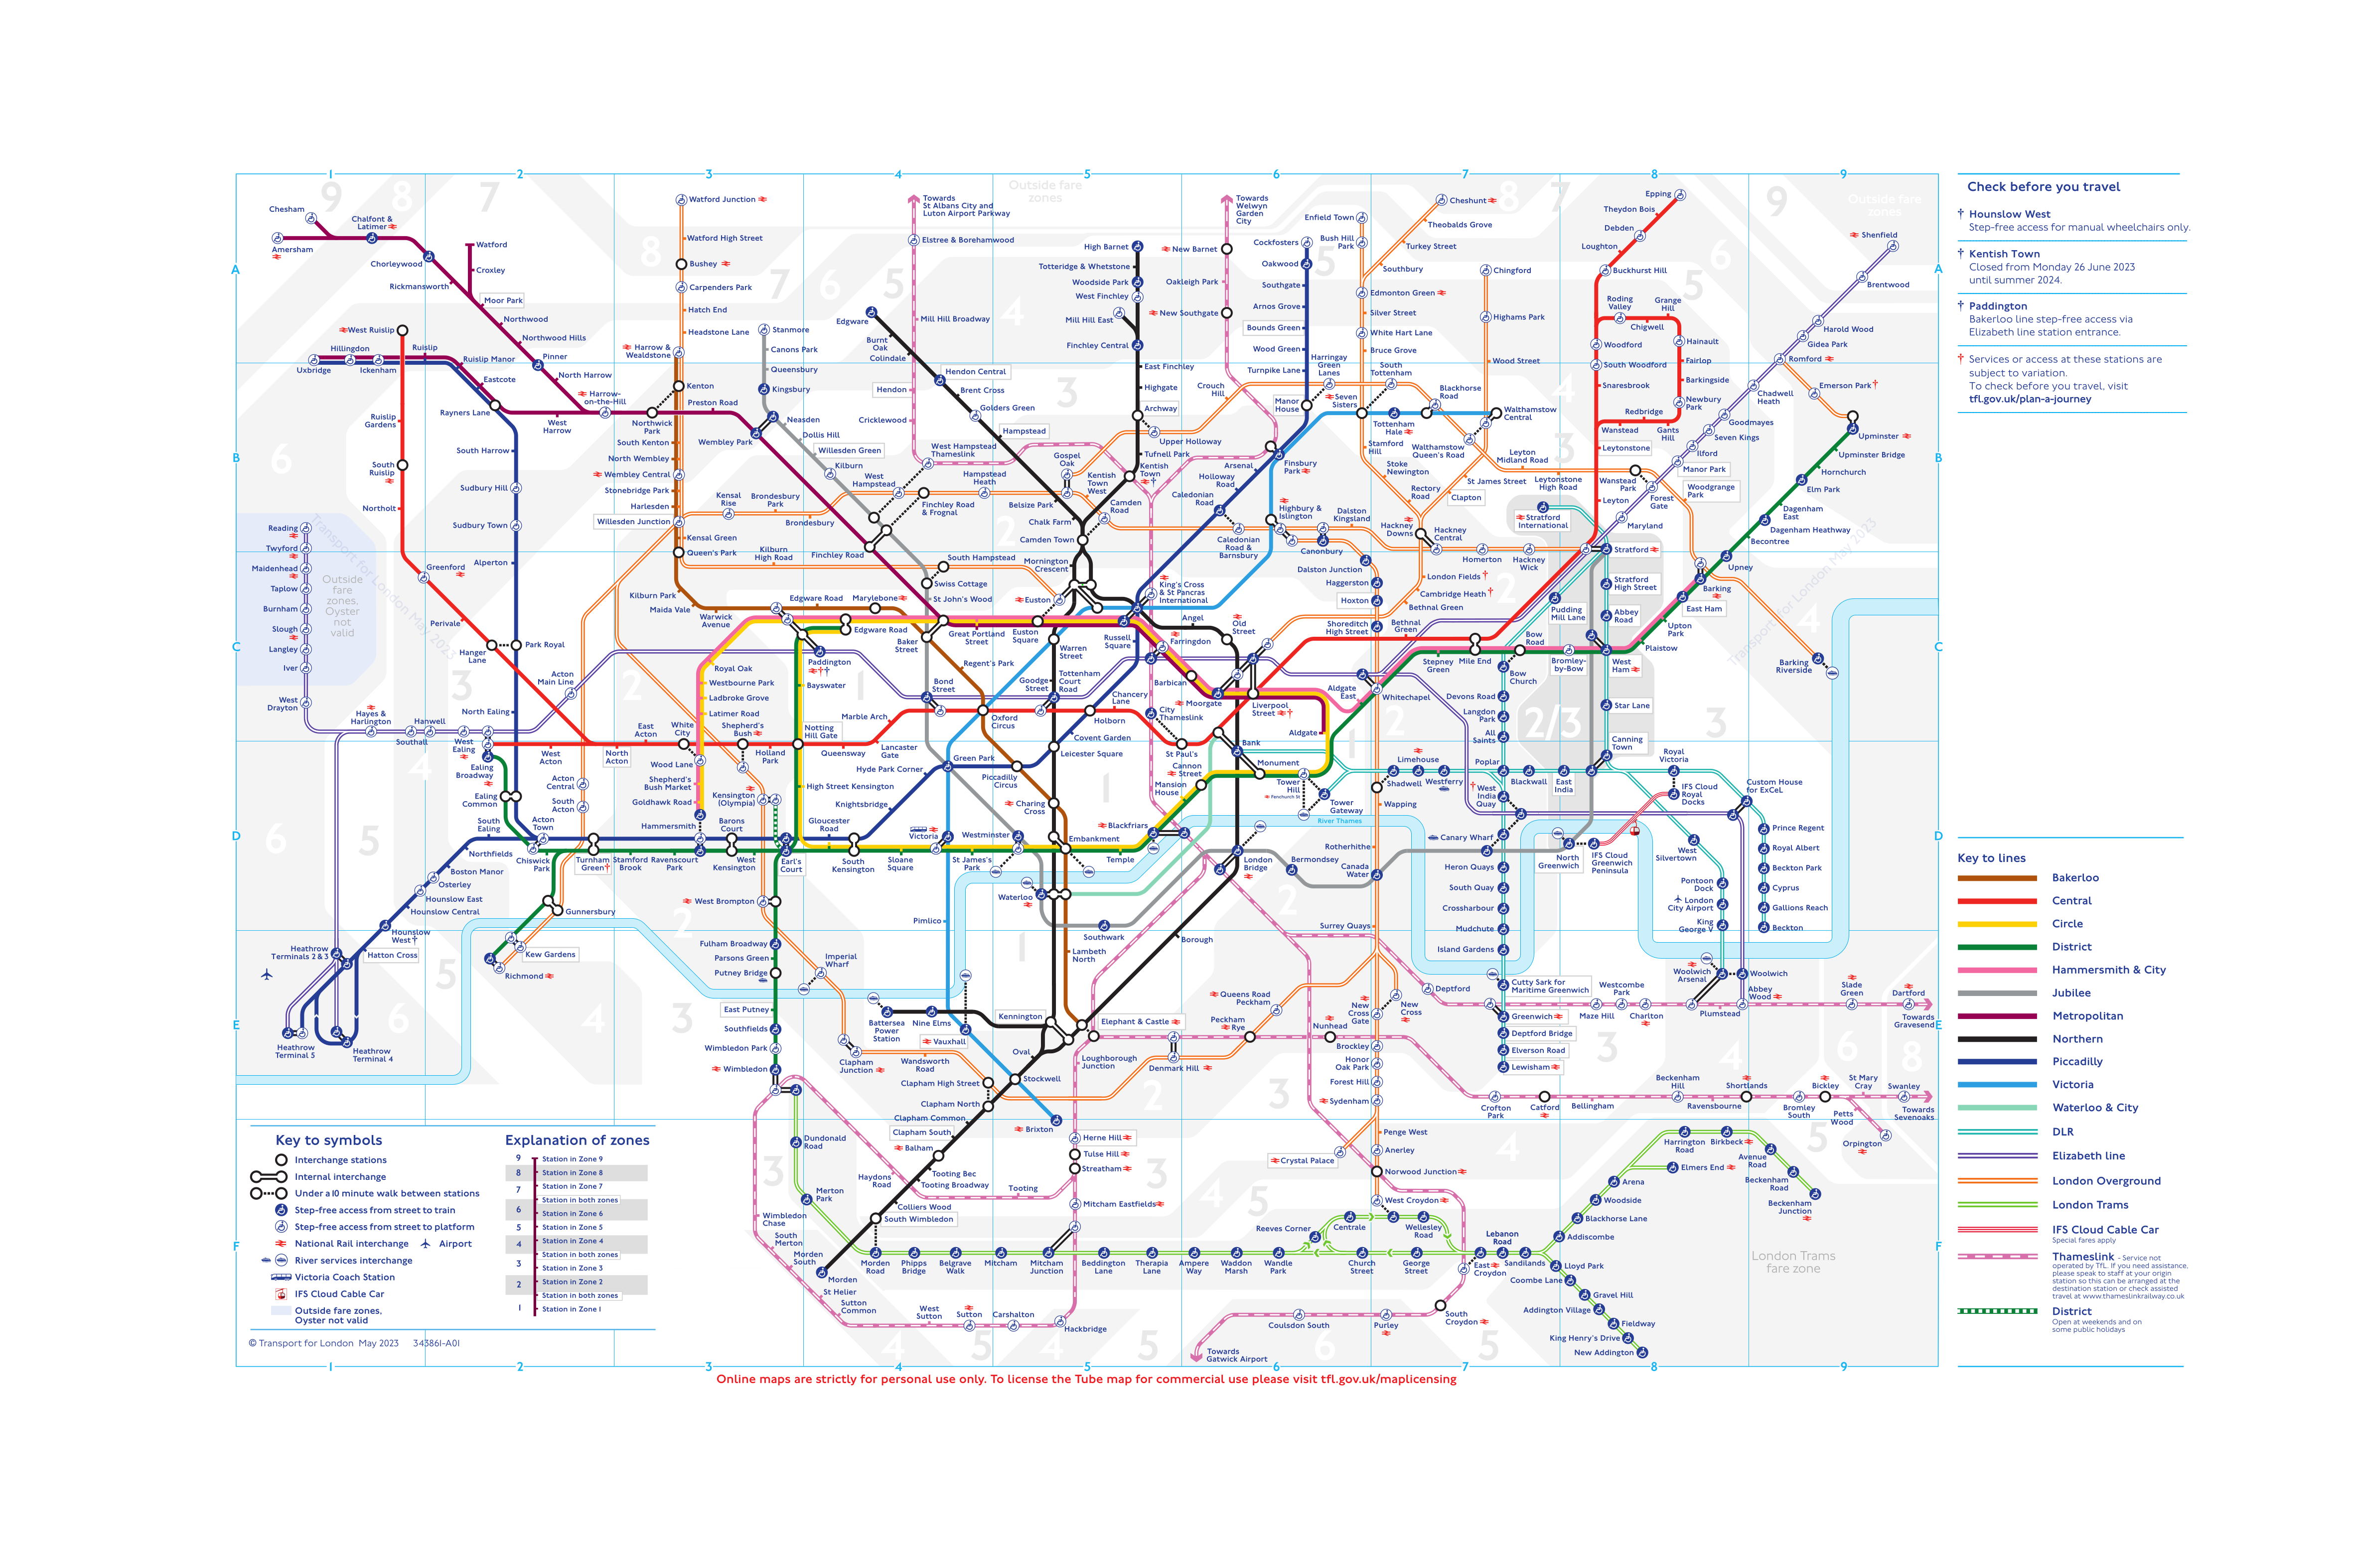 1 2 3 4 5 6 7 8 9
A
B
C
D
E
F
Outside fare
zones
Chesham
Chalfont &
Latimer
Amersham
Chorleywood
Rickmansworth
Watford
Croxley
Moor Park
Northwood
Northwood Hills
Pinner
North Harrow
Harrow-
on-the-Hill
West Ruislip
Hillingdon
Ruislip
Ruislip Manor
Uxbridge
Ickenham
Eastcote
Rayners Lane
West
Harrow
Northwick
Park
Preston Road
Ruislip
Gardens
South
Ruislip
Northolt
Greenford
Perivale
Hanger
Lane
Park Royal
South Harrow
Sudbury Hill
Sudbury Town
Alperton
North Ealing
Reading
Twyford
Maidenhead
Taplow
Burnham
Slough
Langley
Iver
West
Drayton
Outside
fare
zones,
Oyster
not
valid
Transport for London May 2023
Hayes &
Harlington
Southall
Hanwell
West
Ealing
Ealing
Broadway
Acton
Main Line
West
Acton
North
Acton
East
Acton
White
City
Shepherd's
Bush
Holland
Park
Notting
Hill Gate
Queensway
Lancaster
Gate
Marble Arch
Bond
Street
Oxford
Circus
Tottenham
Court
Road
Holborn
Chancery
Lane
St Paul's
Bank
Liverpool
Street
Bethnal
Green
Mile End
Watford Junction
Watford High Street
Bushey
Carpenders Park
Hatch End
Headstone Lane
Harrow &
Wealdstone
Kenton
South Kenton
North Wembley
Wembley Central
Stonebridge Park
Harlesden
Willesden Junction
Kensal Green
Queen's Park
Kilburn Park
Maida Vale
Warwick
Avenue
Kensal
Rise
Brondesbury
Park
Brondesbury
Kilburn
High Road
South Hampstead
Stanmore
Canons Park
Queensbury
Kingsbury
Wembley Park
Neasden
Dollis Hill
Willesden Green
Kilburn
West
Hampstead
West Hampstead
Thameslink
Finchley Road
& Frognal
Finchley Road
Swiss Cottage
St John's Wood
Hampstead
Heath
Gospel
Oak
Kentish
Town
West
Camden
Road
Edgware
Burnt
Oak
Colindale
Hendon Central
Brent Cross
Golders Green
Hampstead
Belsize Park
Chalk Farm
Camden Town
Mornington
Crescent
Euston
Towards
St Albans City and
Luton Airport Parkway
Elstree & Borehamwood
Mill Hill Broadway
Hendon
Cricklewood
High Barnet
Totteridge & Whetstone
Woodside Park
West Finchley
Mill Hill East
Finchley Central
East Finchley
Highgate
Archway
Upper Holloway
Tufnell Park
Kentish
Town
Towards
Welwyn
Garden
City
New Barnet
Oakleigh Park
New Southgate
Crouch
Hill
Cockfosters
Oakwood
Southgate
Arnos Grove
Bounds Green
Wood Green
Turnpike Lane
Harringay
Green
Lanes
Manor
House
Finsbury
Park
Arsenal
Holloway
Road
Caledonian
Road
Caledonian
Road &
Barnsbury
Highbury &
Islington
Canonbury
Dalston
Kingsland
Dalston Junction
Haggerston
Hoxton
Shoreditch
High Street
Enfield Town
Bush Hill
Park
Cheshunt
Theobalds Grove
Turkey Street
Southbury
Edmonton Green
Silver Street
White Hart Lane
Bruce Grove
South
Tottenham
Seven
Sisters
Tottenham
Hale
Blackhorse
Road
Walthamstow
Central
Walthamstow
Queen's Road
Stamford
Hill
Stoke
Newington
Rectory
Road
Clapton
St James Street
Chingford
Highams Park
Wood Street
Leyton
Midland Road
Leytonstone
High Road
Hackney
Downs
Hackney
Central
Homerton
Hackney
Wick
London Fields
Cambridge Heath
Bethnal Green
Epping
Theydon Bois
Debden
Loughton
Buckhurst Hill
Roding
Valley
Grange
Hill
Chigwell
Hainault
Woodford
South Woodford
Fairlop
Barkingside
Snaresbrook
Newbury
Park
Redbridge
Wanstead
Gants
Hill
Leytonstone
Leyton
Wanstead
Park
Manor Park
Forest
Gate
Woodgrange
Park
Maryland
Ilford
Seven Kings
Goodmayes
Chadwell
Heath
Romford
Gidea Park
Harold Wood
Brentwood
Shenfield
Emerson Park
Upminster
Upminster Bridge
Hornchurch
Elm Park
Dagenham
East
Dagenham Heathway
Becontree
Upney
Barking
East Ham
Upton
Park
Plaistow
West
Ham
Bromley-
by-Bow
Bow
Road
Bow
Church
Stepney
Green
Whitechapel
Aldgate
East
Aldgate
Barking
Riverside
Stratford
International
Stratford
Stratford
High Street
Abbey
Road
Pudding
Mill Lane
Star Lane
Canning
Town
Devons Road
Langdon
Park
All
Saints
Poplar
Blackwall
East
India
Royal
Victoria
Custom House
for ExCeL
IFS Cloud
Royal
Docks
Prince Regent
Royal Albert
Beckton Park
Cyprus
Gallions Reach
Beckton
West
Silvertown
Pontoon
Dock
London
City Airport
King
George V
Woolwich
Arsenal
Woolwich
Abbey
Wood
Plumstead
Slade
Green
Dartford
Towards
Gravesend
Limehouse
Westferry
West
India
Quay
Canary Wharf
Heron Quays
South Quay
Crossharbour
Mudchute
Island Gardens
Cutty Sark for
Maritime Greenwich
Greenwich
Deptford Bridge
Elverson Road
Lewisham
Westcombe
Park
Maze Hill
Charlton
North
Greenwich
IFS Cloud
Greenwich
Peninsula
Shadwell
Wapping
Rotherhithe
Canada
Water
Surrey Quays
Tower
Hill
Fenchurch St
Tower
Gateway
River Thames
Monument
Cannon
Street
Mansion
House
Blackfriars
Temple
Embankment
Westminster
St James's
Park
Victoria
Sloane
Square
South
Kensington
Gloucester
Road
Earl's
Court
High Street Kensington
Bayswater
Paddington
Edgware Road
Edgware Road
Marylebone
Baker
Street
Great Portland
Street
Euston
Square
King's Cross
& St Pancras
International
Angel
Old
Street
Farringdon
Barbican
Moorgate
Russell
Square
Warren
Street
Goodge
Street
Regent's Park
City
Thameslink
Covent Garden
Leicester Square
Piccadilly
Circus
Green Park
Hyde Park Corner
Knightsbridge
Charing
Cross
Royal Oak
Westbourne Park
Ladbroke Grove
Latimer Road
Wood Lane
Shepherd's
Bush Market
Goldhawk Road
Hammersmith
Kensington
(Olympia)
Barons
Court
West
Kensington
Ravenscourt
Park
Stamford
Brook
Turnham
Green
Chiswick
Park
Acton
Town
Acton
Central
South
Acton
Ealing
Common
South
Ealing
Northfields
Boston Manor
Osterley
Hounslow East
Hounslow Central
Hounslow
West
Hatton Cross
Heathrow
Terminals 2 & 3
Heathrow
Terminal 5
Heathrow
Terminal 4
Gunnersbury
Kew Gardens
Richmond
West Brompton
Fulham Broadway
Parsons Green
Putney Bridge
East Putney
Southfields
Wimbledon Park
Wimbledon
Imperial
Wharf
Clapham
Junction
Battersea
Power
Station
Nine Elms
Vauxhall
Pimlico
Waterloo
Southwark
London
Bridge
Bermondsey
Borough
Lambeth
North
Elephant & Castle
Kennington
Oval
Stockwell
Wandsworth
Road
Clapham High Street
Clapham North
Clapham Common
Clapham South
Balham
Tooting Bec
Tooting Broadway
Colliers Wood
South Wimbledon
Morden
Brixton
Loughborough
Junction
Denmark Hill
Peckham
Rye
Queens Road
Peckham
Nunhead
New
Cross
Gate
New
Cross
Deptford
Brockley
Honor
Oak Park
Forest Hill
Sydenham
Penge West
Anerley
Crystal Palace
Norwood Junction
West Croydon
Crofton
Park
Catford
Bellingham
Beckenham
Hill
Ravensbourne
Shortlands
Bromley
South
Bickley
St Mary
Cray
Petts
Wood
Orpington
Swanley
Towards
Sevenoaks
Herne Hill
Tulse Hill
Streatham
Mitcham Eastfields
Tooting
Haydons
Road
Dundonald
Road
Merton
Park
Wimbledon
Chase
South
Merton
Morden
South
St Helier
Sutton
Common
West
Sutton
Sutton
Carshalton
Hackbridge
Morden
Road
Phipps
Bridge
Belgrave
Walk
Mitcham
Mitcham
Junction
Beddington
Lane
Therapia
Lane
Ampere
Way
Waddon
Marsh
Wandle
Park
Reeves Corner
Centrale
Wellesley
Road
Church
Street
George
Street
East
Croydon
Lebanon
Road
Sandilands
Lloyd Park
Coombe Lane
Gravel Hill
Addington Village
Fieldway
King Henry's Drive
New Addington
Addiscombe
Blackhorse Lane
Woodside
Arena
Elmers End
Harrington
Road
Birkbeck
Avenue
Road
Beckenham
Road
Beckenham
Junction
South
Croydon
Purley
Coulsdon South
Towards
Gatwick Airport
London Trams
fare zone
2/3
Key to symbols
Interchange stations
Internal interchange
Under a 10 minute walk between stations
Step-free access from street to train
Step-free access from street to platform
National Rail interchange
Airport
River services interchange
Victoria Coach Station
IFS Cloud Cable Car
Outside fare zones,
Oyster not valid
Explanation of zones
9 Station in Zone 9
8 Station in Zone 8
7 Station in Zone 7
Station in both zones
6 Station in Zone 6
5 Station in Zone 5
4 Station in Zone 4
Station in both zones
3 Station in Zone 3
2 Station in Zone 2
Station in both zones
1 Station in Zone 1
© Transport for London May 2023 34386I-A0I
Online maps are strictly for personal use only. To license the Tube map for commercial use please visit tfl.gov.uk/maplicensing
Check before you travel
† Hounslow West
Step-free access for manual wheelchairs only.
† Kentish Town
Closed from Monday 26 June 2023
until summer 2024.
† Paddington
Bakerloo line step-free access via
Elizabeth line station entrance.
† Services or access at these stations are
subject to variation.
To check before you travel, visit
tfl.gov.uk/plan-a-journey
Key to lines
Bakerloo
Central
Circle
District
Hammersmith & City
Jubilee
Metropolitan
Northern
Piccadilly
Victoria
Waterloo & City
DLR
Elizabeth line
London Overground
London Trams
IFS Cloud Cable Car
Special fares apply
Thameslink - Service not
operated by TfL. If you need assistance,
please speak to staff at your origin
station so this can be arranged at the
destination station or check assisted
travel at www.thameslinkrailway.co.uk
District
Open at weekends and on
some public holidays